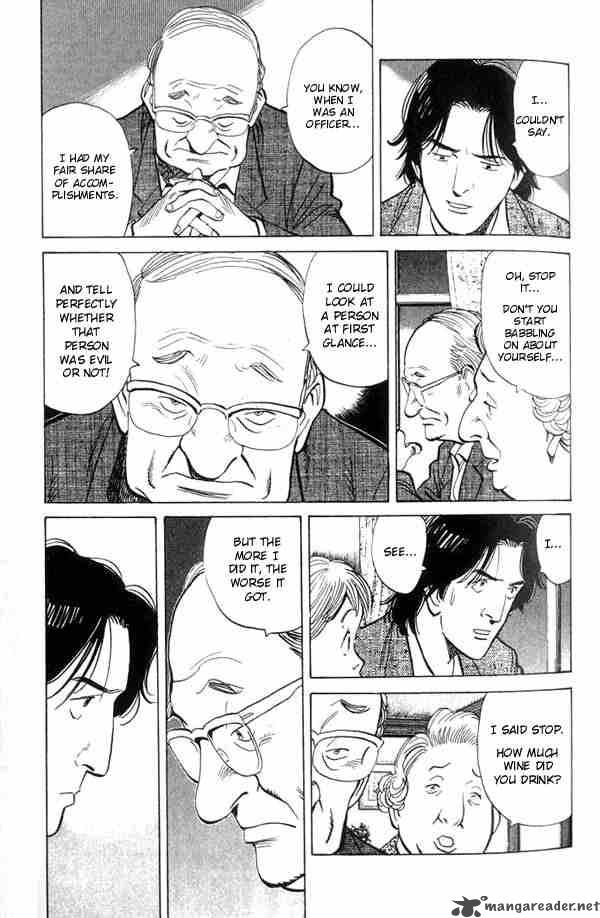 I...
COULDN'T
SAY.
YOU KNOW,
WHEN I
WAS AN
OFFICER...
I HAD MY
FAIR SHARE
OF ACCOM-
PLISHMENTS.
OH, STOP
IT...
DON'T YOU
START
BABBLING
ON ABOUT
YOURSELF...
I COULD
LOOK AT
A PERSON
AT FIRST
GLANCE...
AND TELL
PERFECTLY
WHETHER
THAT
PERSON
WAS EVIL
OR NOT!
I...
SEE...
I SAID STOP.
HOW MUCH
WINE DID
YOU DRINK?
BUT THE
MORE I
DID IT, THE
WORSE IT
GOT.
mangareader.net